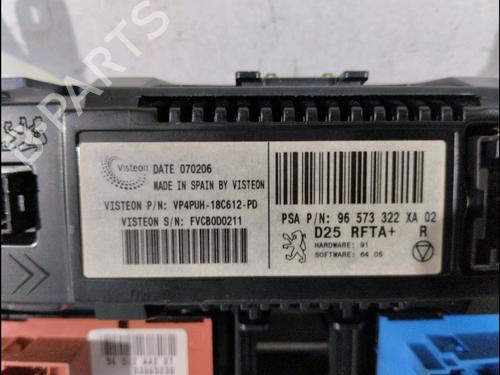 B-PARTS
Visteon
DATE 070206
MADE IN SPAIN BY VISTEON
VISTEON P/N: VP4PUH-18C612-PD
VISTEON S/N: FVCB0D0211
PSA P/N: 96 573 322 XA 02
D25 RFTA+ R
HARDWARE: 91
SOFTWARE: 64 05